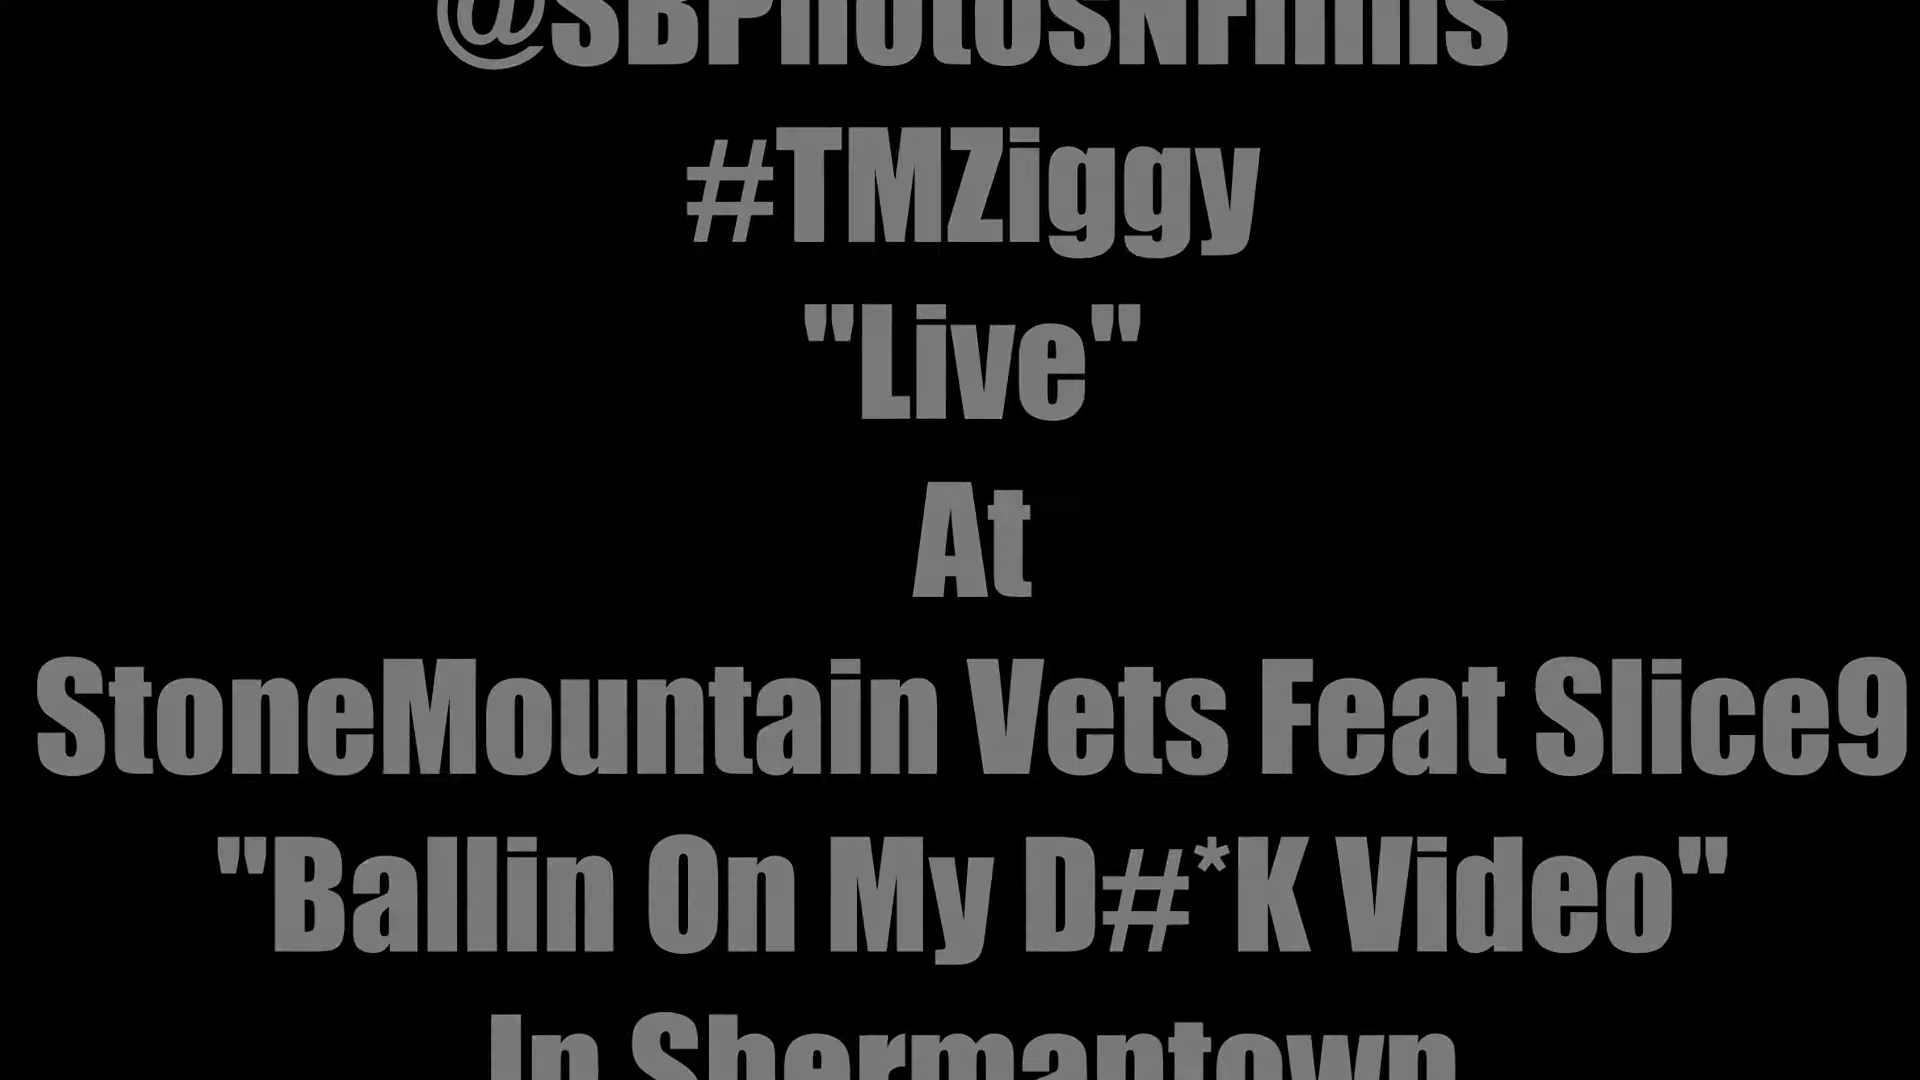 @SBPhotosNFilms
#TMZiggy
"Live"
At
StoneMountain Vets Feat Slice9
"Ballin On My D#*K Video"
In Shermantown